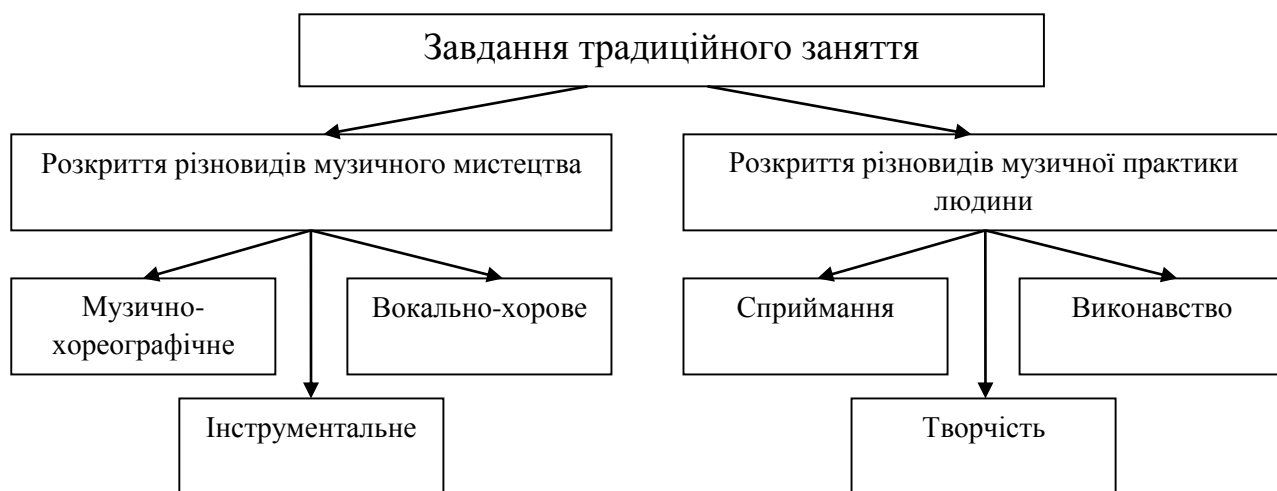 Завдання традиційного заняття
Розкриття різновидів музичного мистецтва
Розкриття різновидів музичної практики
людини
Музично-
хореографічне
Вокально-хорове
Сприймання
Виконавство
Інструментальне
Творчість